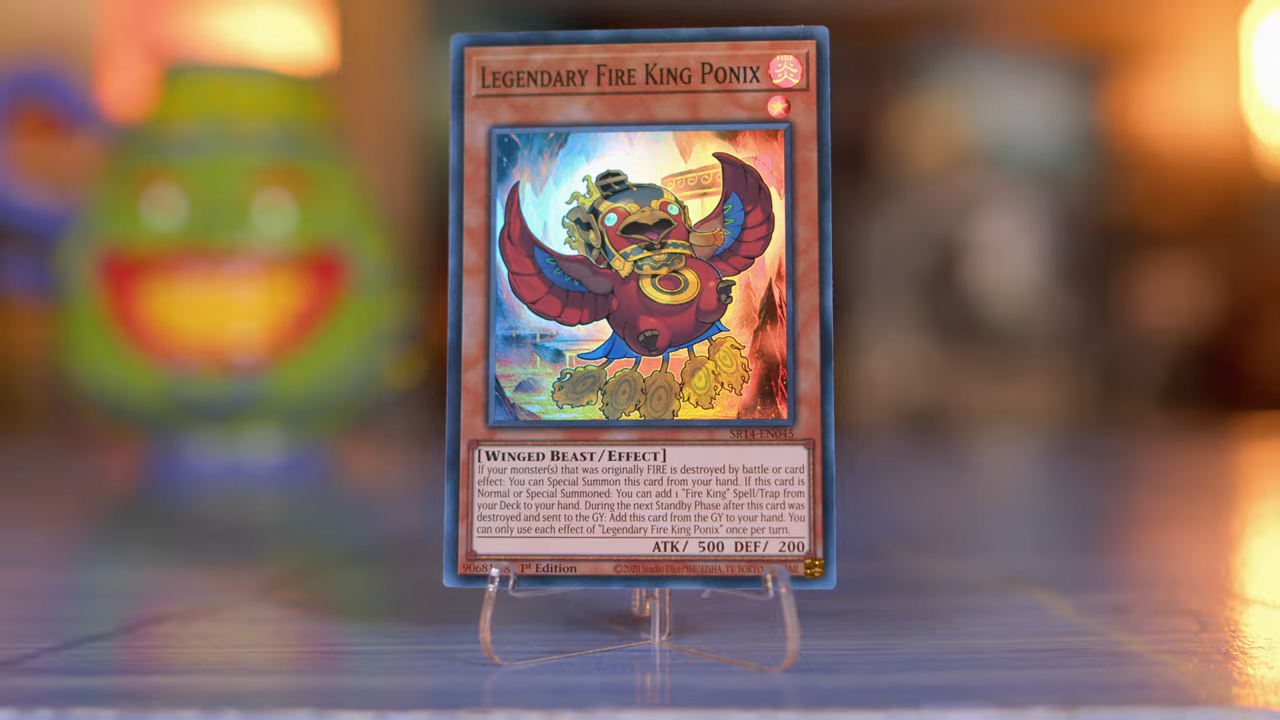 LEGENDARY FIRE KING PONIX
FIRE
炎
SR14-EN045
[WINGED BEAST/EFFECT]
If your monster(s) that was originally FIRE is destroyed by battle or card
effect: You can Special Summon this card from your hand. If this card is
Normal or Special Summoned: You can add 1 "Fire King" Spell/Trap from
your Deck to your hand. During the next Standby Phase after this card was
destroyed and sent to the GY: Add this card from the GY to your hand. You
can only use each effect of "Legendary Fire King Ponix" once per turn.
ATK/ 500 DEF/ 200
1st Edition
©2020 Studio Dice/SHUEISHA, TV TOKYO,